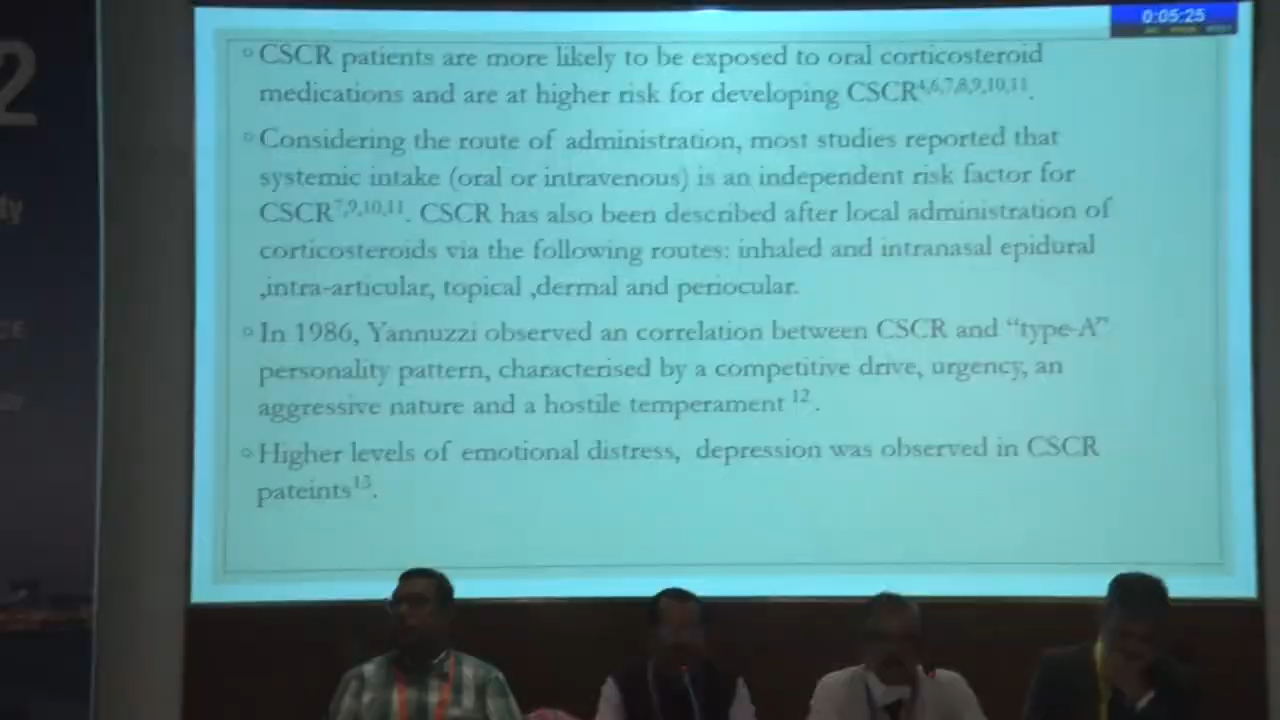 0:05:25
2
ty
CSCR patients are more likely to be exposed to oral corticosteroid
medications and are at higher risk for developing CSCR4,6,7,8,9,10,11.
Considering the route of administration, most studies reported that
systemic intake (oral or intravenous) is an independent risk factor for
CSCR7,9,10,11. CSCR has also been described after local administration of
corticosteroids via the following routes: inhaled and intranasal epidural
,intra-articular, topical ,dermal and periocular.
In 1986, Yannuzzi observed an correlation between CSCR and “type-A”
personality pattern, characterised by a competitive drive, urgency, an
aggressive nature and a hostile temperament 12.
Higher levels of emotional distress, depression was observed in CSCR
pateints13.